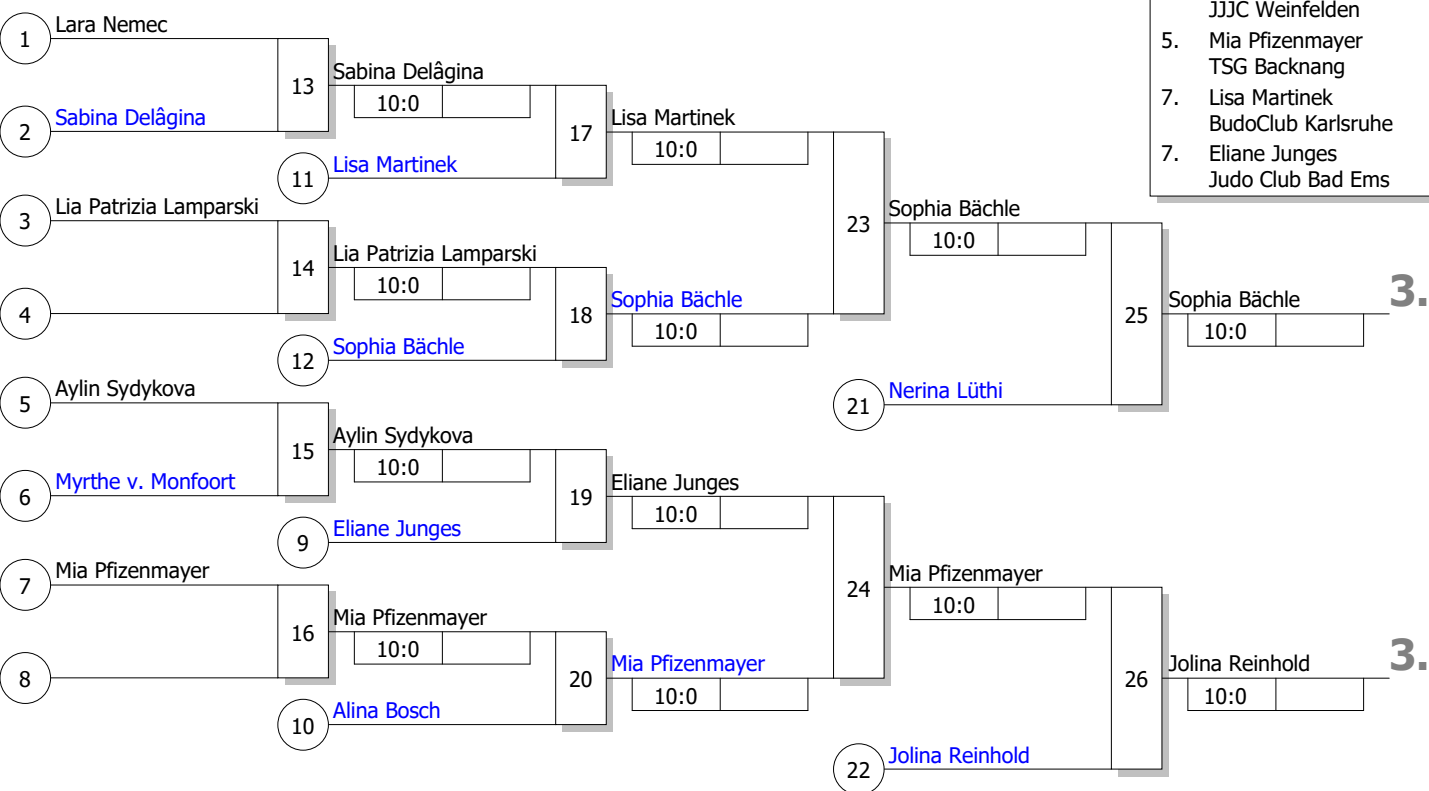 JJJC Weinfelden
5. Mia Pfizenmayer
TSG Backnang
7. Lisa Martinek
BudoClub Karlsruhe
7. Eliane Junges
Judo Club Bad Ems
1 Lara Nemec
13 Sabina Delâgina
10:0
2 Sabina Delâgina
17 Lisa Martinek
10:0
11 Lisa Martinek
3 Lia Patrizia Lamparski
23 Sophia Bächle
10:0
14 Lia Patrizia Lamparski
10:0
4
18 Sophia Bächle
10:0
12 Sophia Bächle
25 Sophia Bächle 3.
10:0
5 Aylin Sydykova
21 Nerina Lüthi
15 Aylin Sydykova
10:0
6 Myrthe v. Monfoort
19 Eliane Junges
10:0
9 Eliane Junges
7 Mia Pfizenmayer
24 Mia Pfizenmayer
10:0
16 Mia Pfizenmayer
10:0
8
20 Mia Pfizenmayer
10:0
10 Alina Bosch
26 Jolina Reinhold 3.
10:0
22 Jolina Reinhold